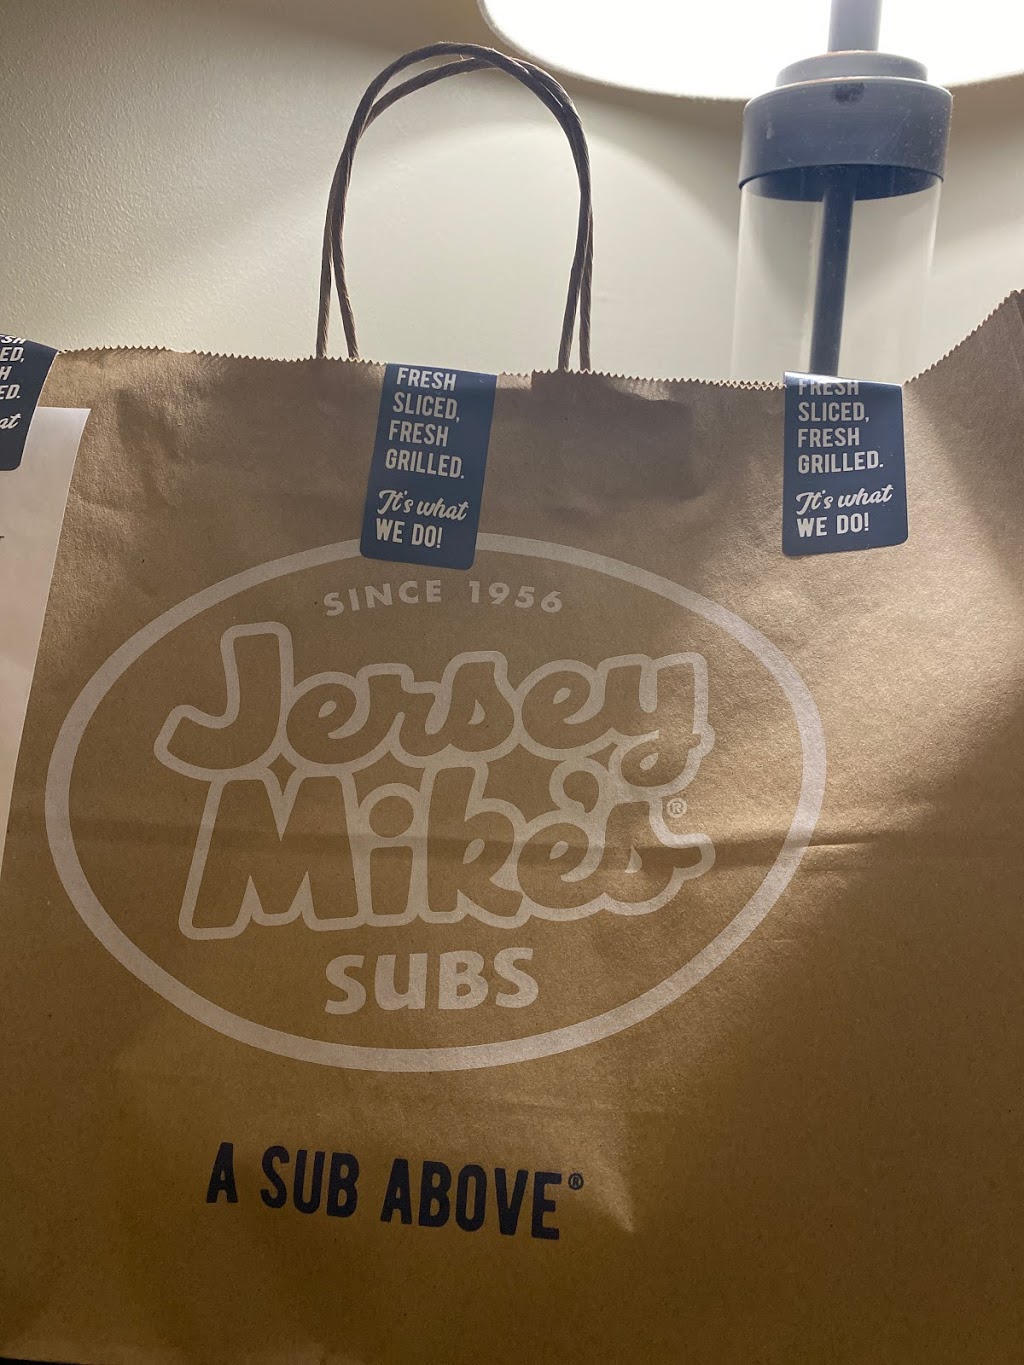 FRESH
SLICED,
FRESH
GRILLED.
It's what
WE DO!
FRESH
SLICED,
FRESH
GRILLED.
It's what
WE DO!
SINCE 1956
Jersey
Mike's®
SUBS
A SUB ABOVE®